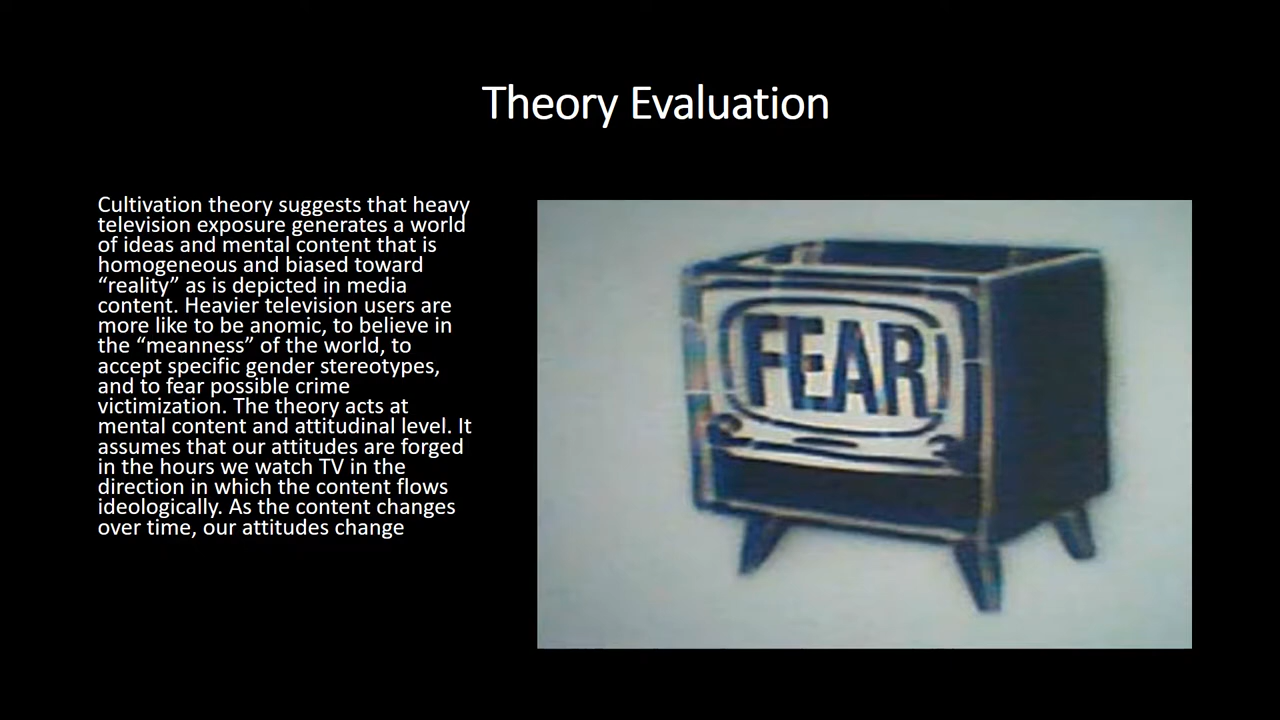 Theory Evaluation
Cultivation theory suggests that heavy
television exposure generates a world
of ideas and mental content that is
homogeneous and biased toward
“reality” as is depicted in media
content. Heavier television users are
more like to be anomic, to believe in
the “meanness” of the world, to
accept specific gender stereotypes,
and to fear possible crime
victimization. The theory acts at
mental content and attitudinal level. It
assumes that our attitudes are forged
in the hours we watch TV in the
direction in which the content flows
ideologically. As the content changes
over time, our attitudes change
FEAR